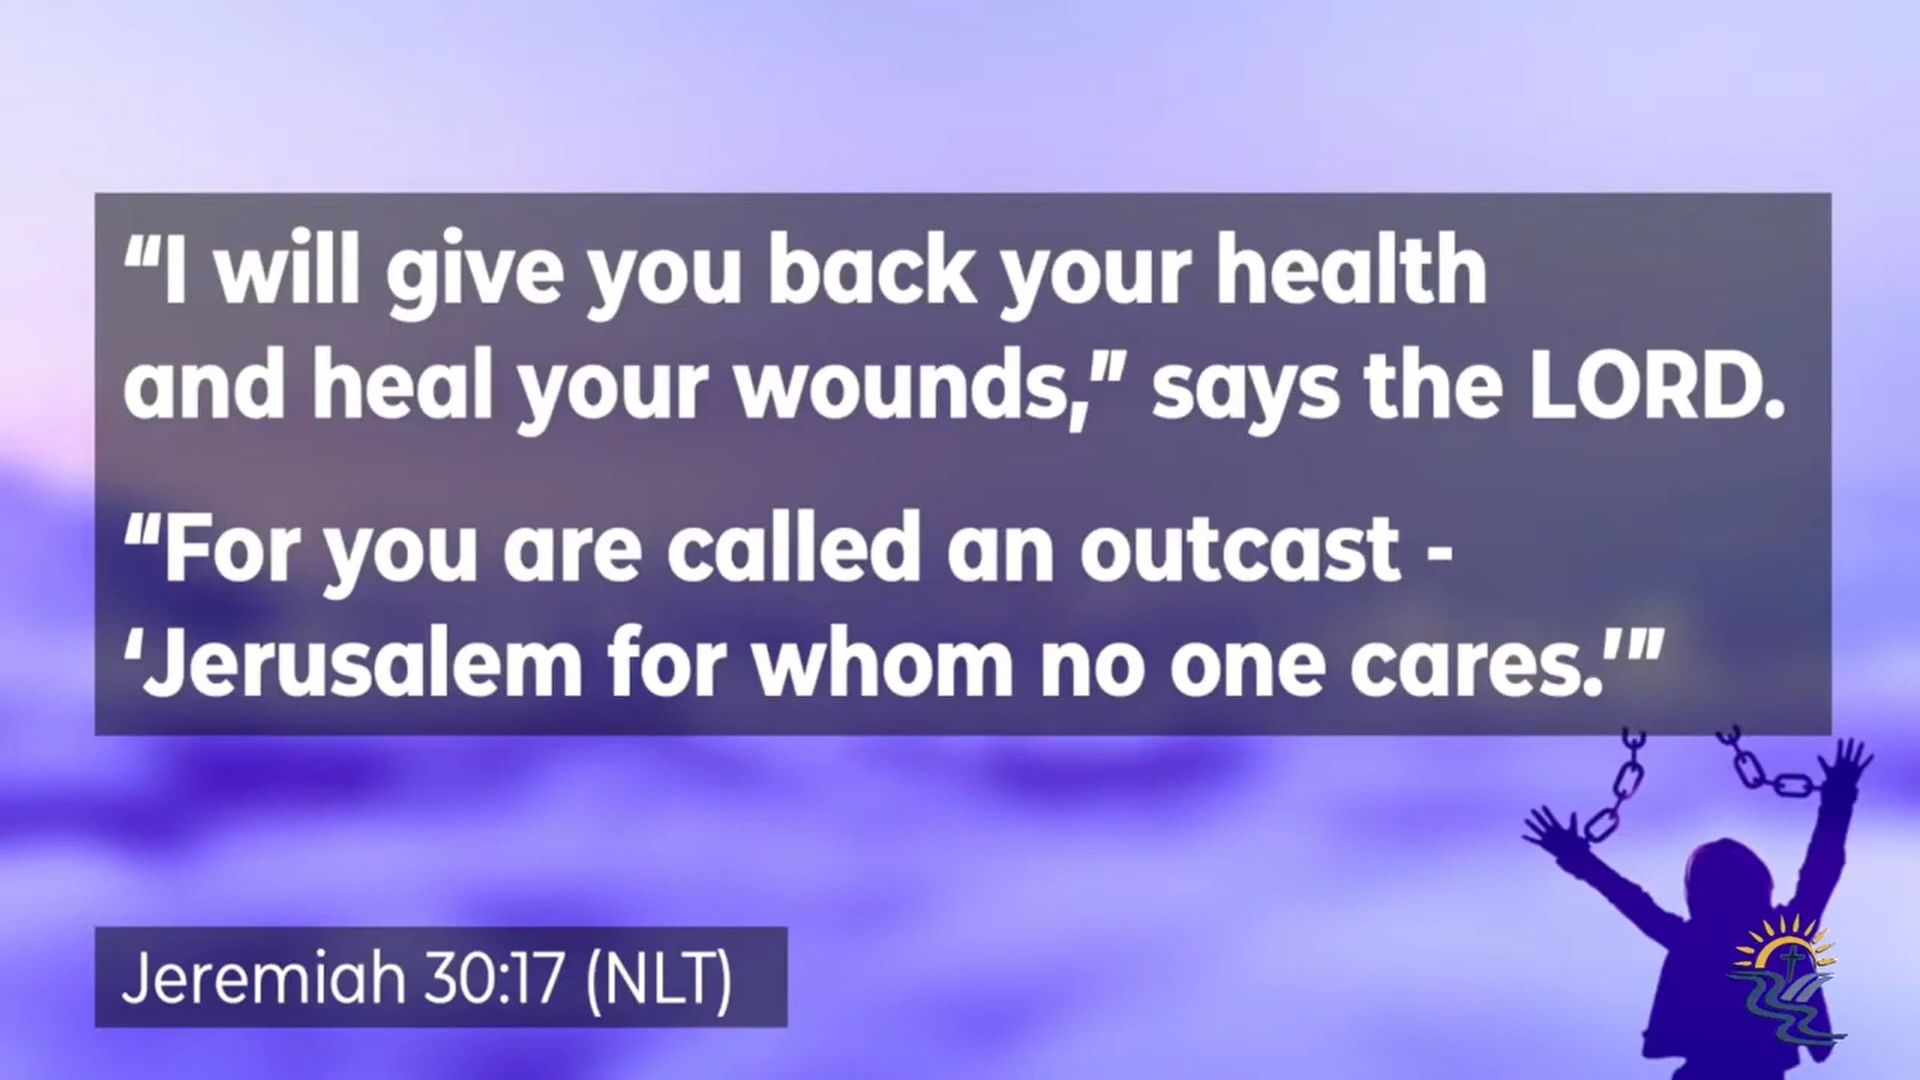 “I will give you back your health
and heal your wounds,” says the LORD.
“For you are called an outcast -
‘Jerusalem for whom no one cares.’”
Jeremiah 30:17 (NLT)